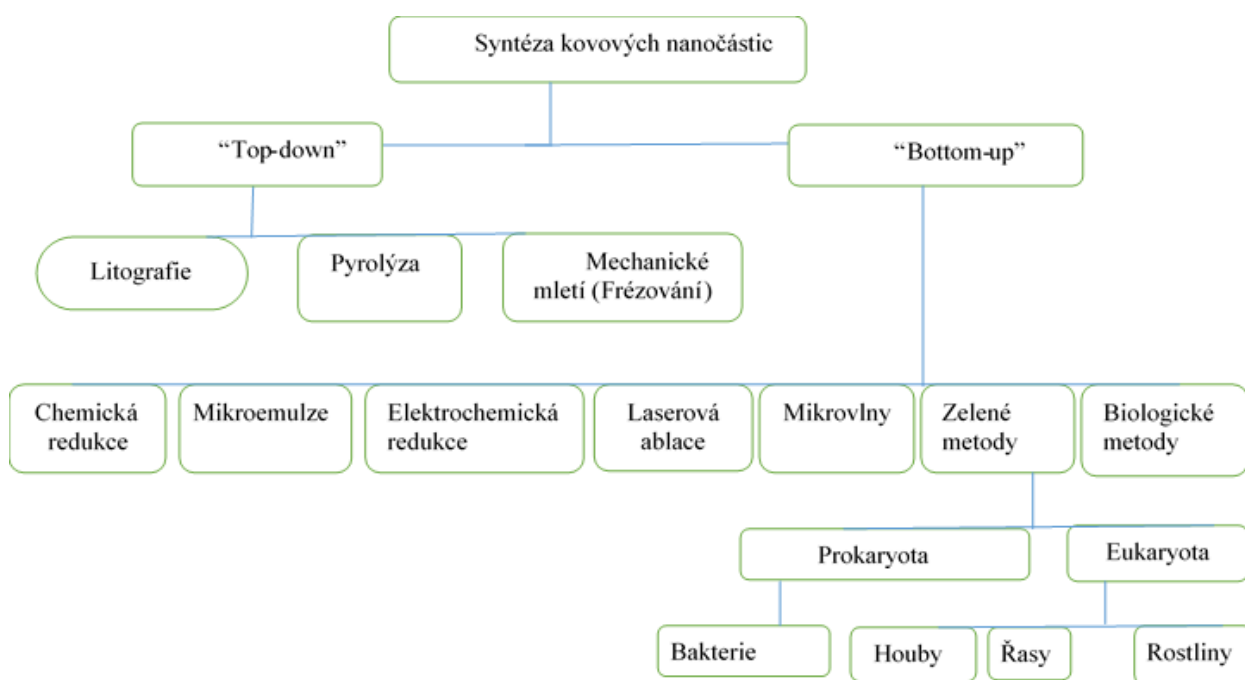 Syntéza kovových nanočástic
“Top-down”
“Bottom-up”
Litografie
Pyrolýza
Mechanické
mletí (Frézování)
Chemická
redukce
Mikroemulze
Elektrochemická
redukce
Laserová
ablace
Mikrovlny
Zelené
metody
Biologické
metody
Prokaryota
Eukaryota
Bakterie
Houby
Řasy
Rostliny